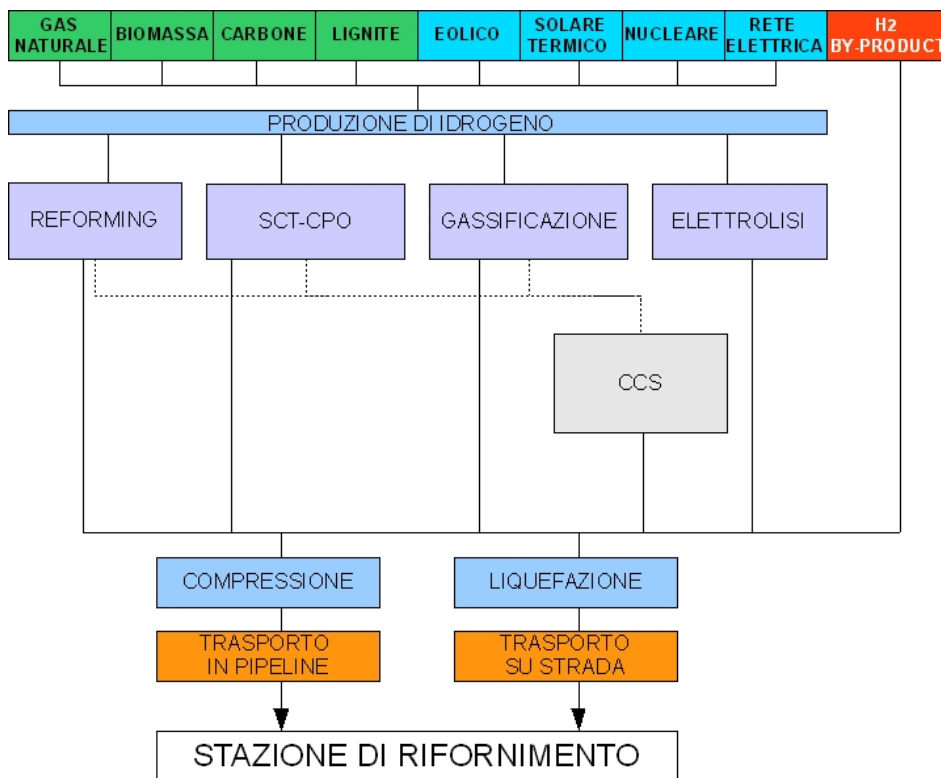 GAS
NATURALE
BIOMASSA
CARBONE
LIGNITE
EOLICO
SOLARE
TERMICO
NUCLEARE
RETE
ELETTRICA
H2
BY-PRODUCT
PRODUZIONE DI IDROGENO
REFORMING
SCT-CPO
GASSIFICAZIONE
ELETTROLISI
CCS
COMPRESSIONE
LIQUEFAZIONE
TRASPORTO
IN PIPELINE
TRASPORTO
SU STRADA
STAZIONE DI RIFORNIMENTO